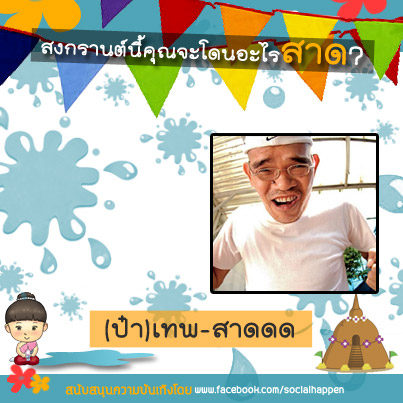 สงกรานต์นี้คุณจะโดนอะไรสาด?
(ป๋า)เทพ-สาดดด
สนับสนุนความบันเทิงโดย www.facebook.com/socialhappen